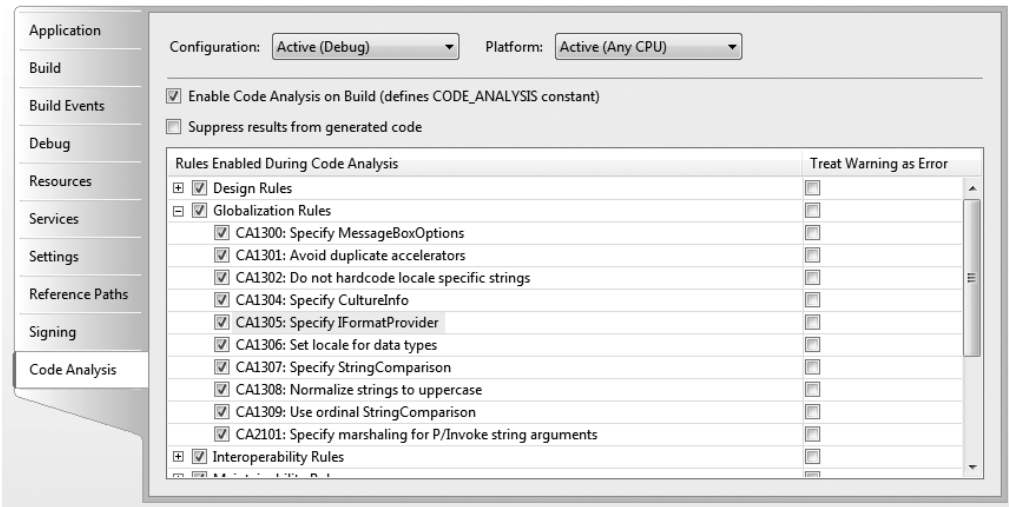 Application
Build
Build Events
Debug
Resources
Services
Settings
Reference Paths
Signing
Code Analysis
Configuration: Active (Debug) Platform: Active (Any CPU)
Enable Code Analysis on Build (defines CODE_ANALYSIS constant)
Suppress results from generated code
Rules Enabled During Code Analysis Treat Warning as Error
Design Rules
Globalization Rules
CA1300: Specify MessageBoxOptions
CA1301: Avoid duplicate accelerators
CA1302: Do not hardcode locale specific strings
CA1304: Specify CultureInfo
CA1305: Specify IFormatProvider
CA1306: Set locale for data types
CA1307: Specify StringComparison
CA1308: Normalize strings to uppercase
CA1309: Use ordinal StringComparison
CA2101: Specify marshaling for P/Invoke string arguments
Interoperability Rules